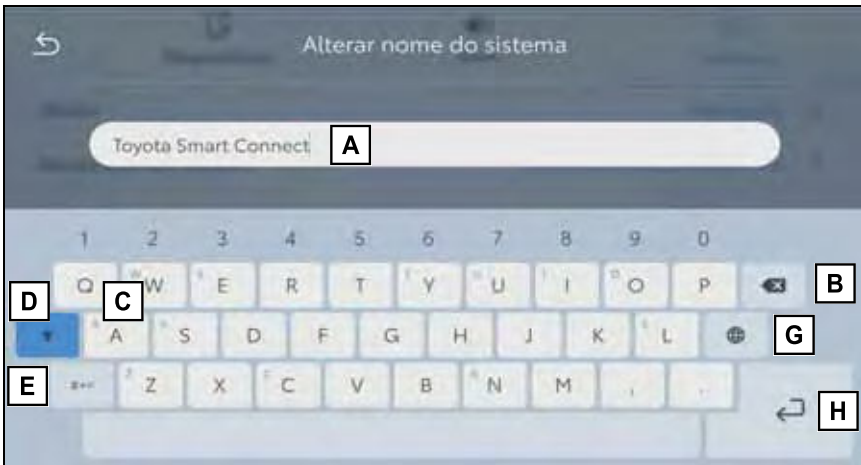 Alterar nome do sistema
Toyota Smart Connect A
1 2 3 4 5 6 7 8 9 0
Q W E R T Y U I O P B
D C
A S D F G H J K L G
E Z X C V B N M , .
H